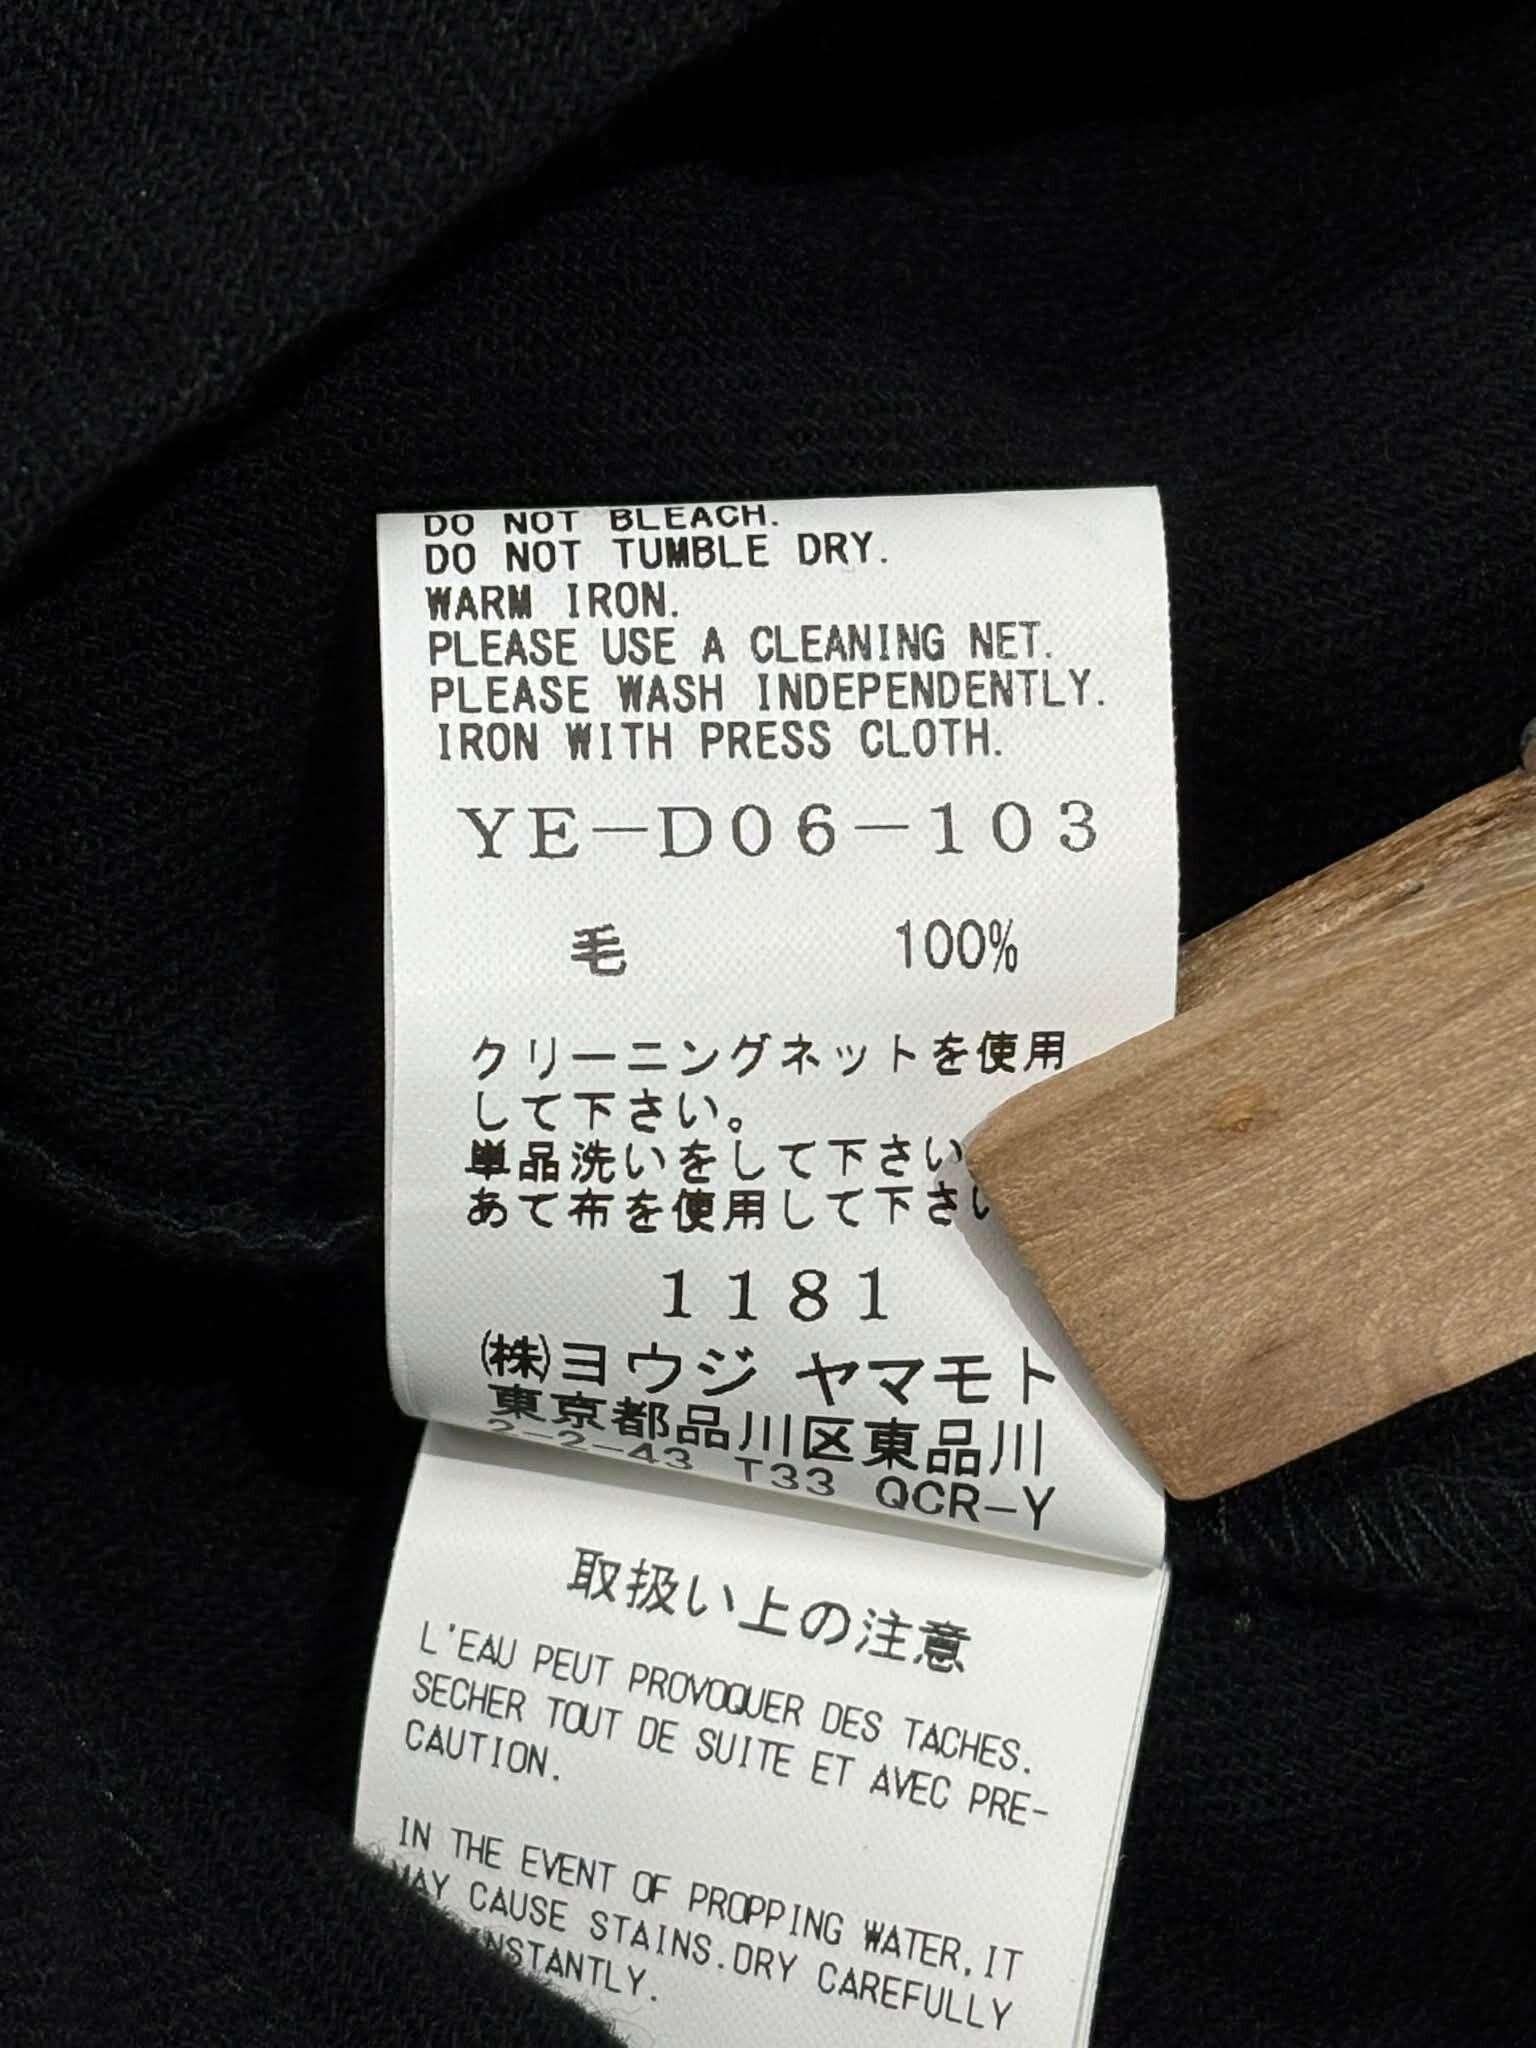 DO NOT BLEACH.
DO NOT TUMBLE DRY.
WARM IRON.
PLEASE USE A CLEANING NET.
PLEASE WASH INDEPENDENTLY.
IRON WITH PRESS CLOTH.
YE-D06-103
毛 100%
クリーニングネットを使用
して下さい。
単品洗いをして下さい
あて布を使用して下さい
1181
(株)ヨウジ ヤマモト
東京都品川区東品川
2-2-43 T33 QCR-Y
取扱い上の注意
L'EAU PEUT PROVOQUER DES TACHES.
SECHER TOUT DE SUITE ET AVEC PRE-
CAUTION.
IN THE EVENT OF PROPPING WATER,IT
MAY CAUSE STAINS.DRY CAREFULLY
INSTANTLY.